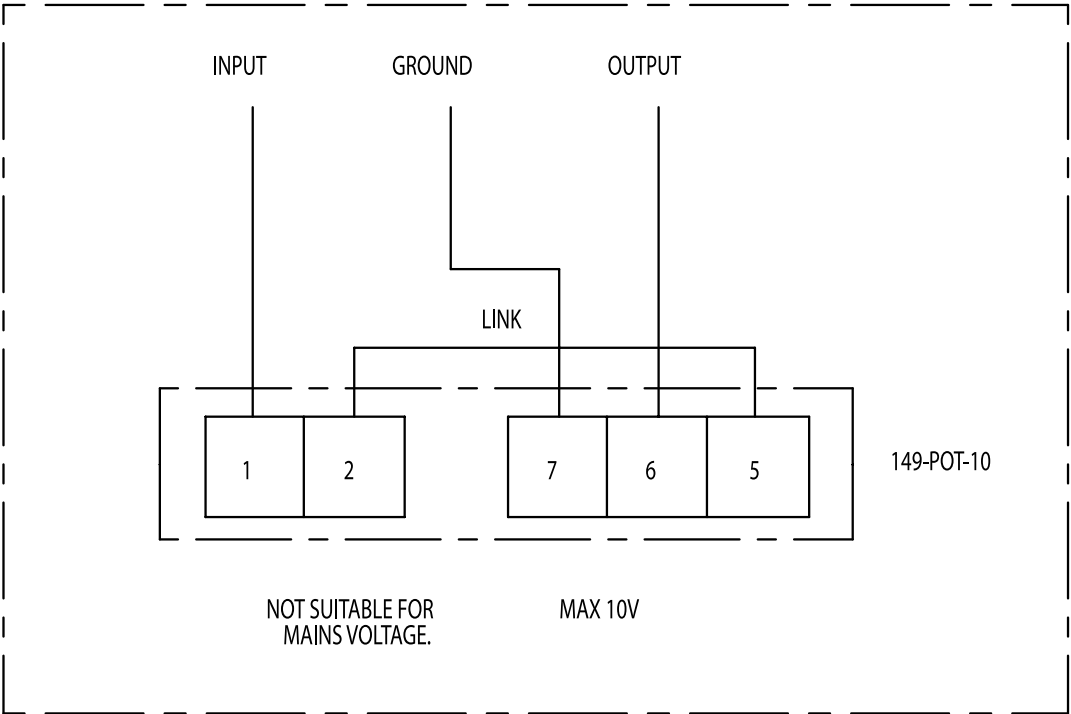 INPUT
GROUND
OUTPUT
LINK
1
2
7
6
5
149-POT-10
NOT SUITABLE FOR
MAINS VOLTAGE.
MAX 10V